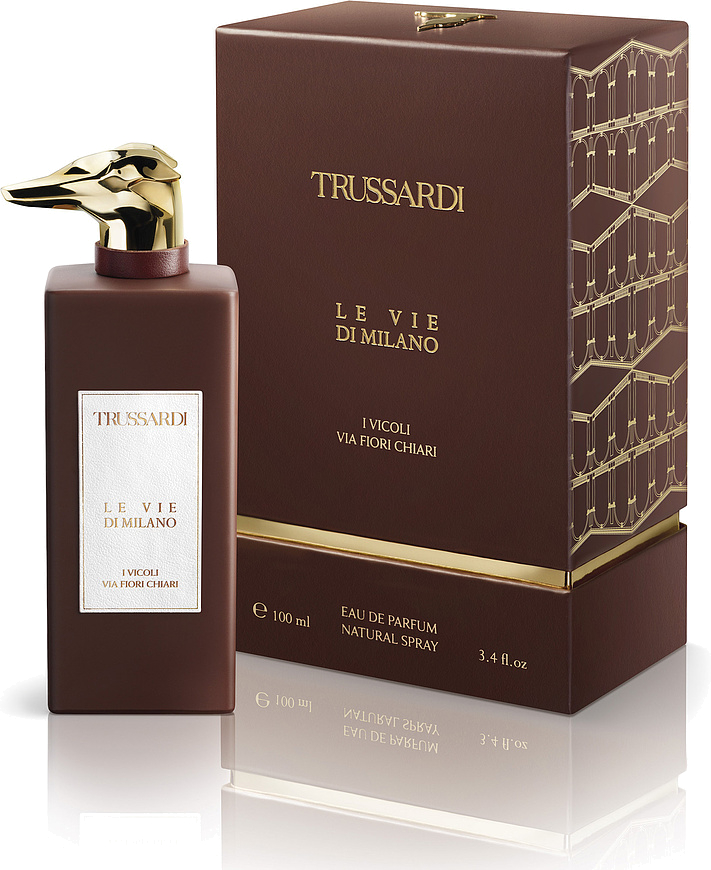 TRUSSARDI
LE VIE
DI MILANO
I VICOLI
VIA FIORI CHIARI
TRUSSARDI
LE VIE
DI MILANO
I VICOLI
VIA FIORI CHIARI
℮ 100 ml
EAU DE PARFUM
NATURAL SPRAY
3.4 fl.oz